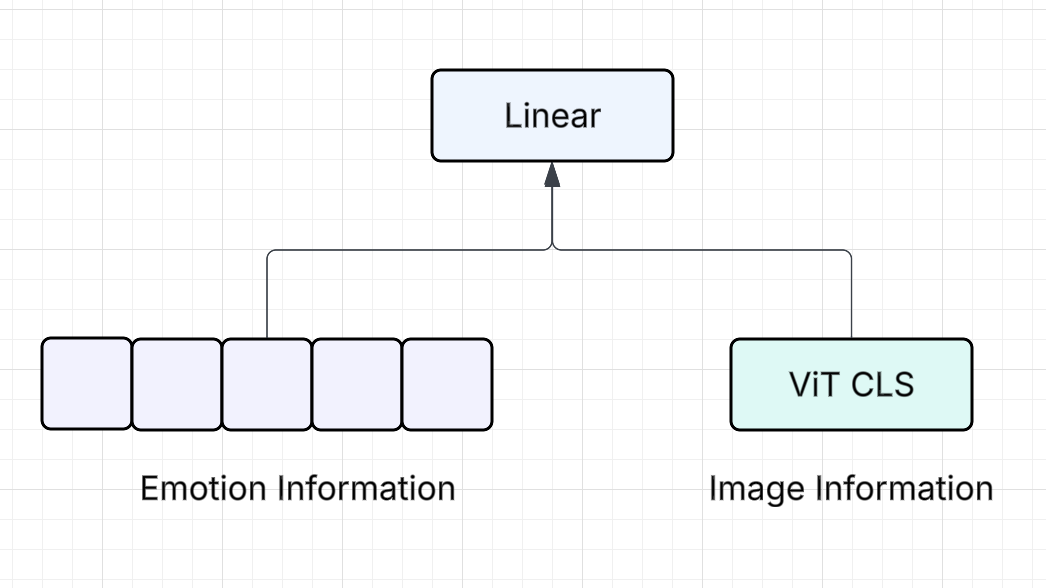 Linear
ViT CLS
Emotion Information
Image Information